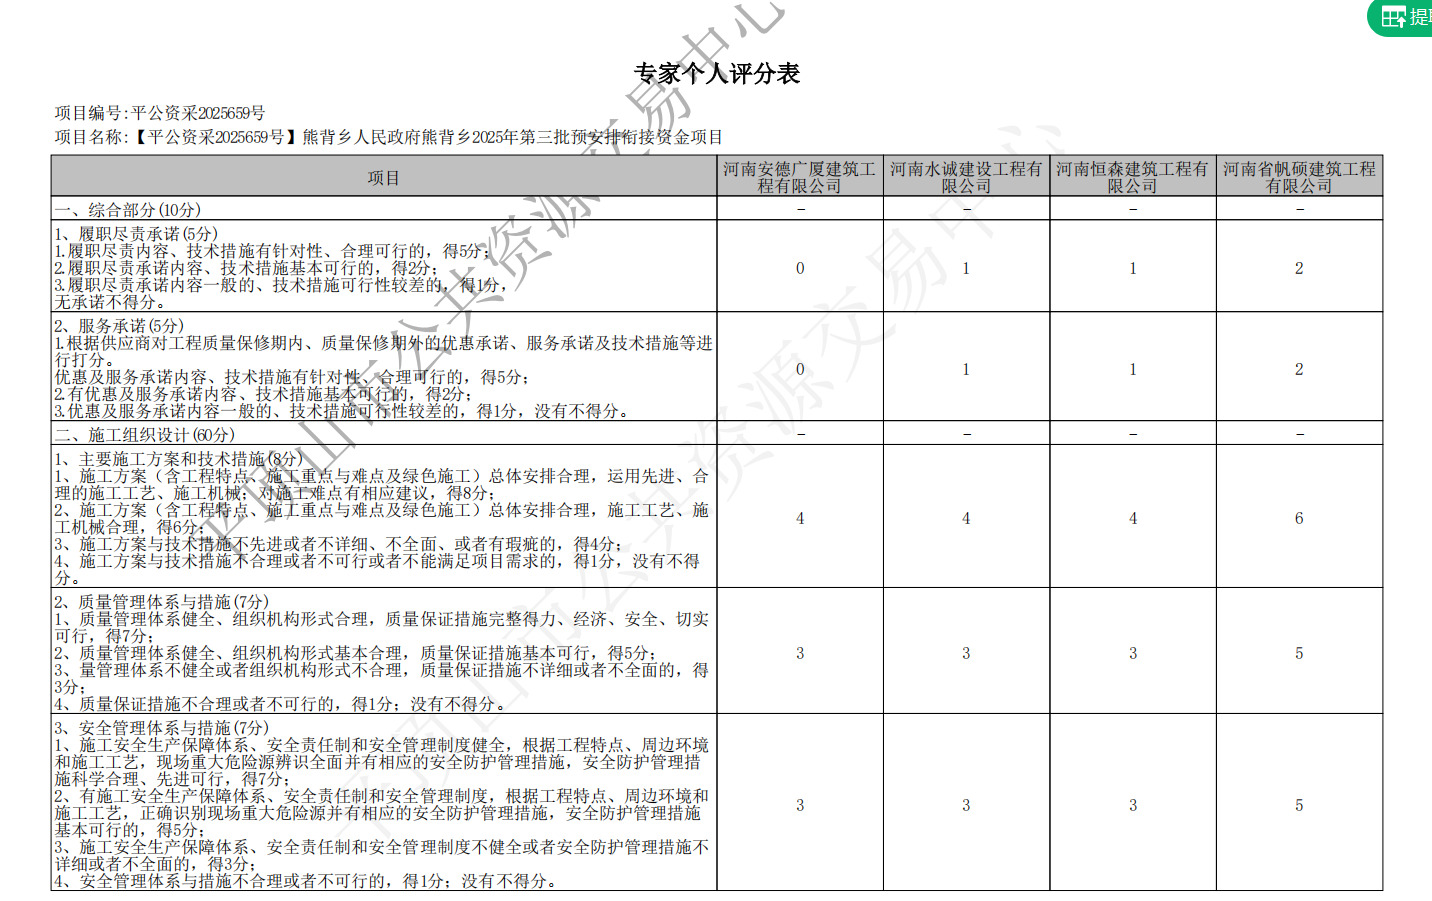 提取
专家个人评分表
项目编号:平公资采2025659号
项目名称:【平公资采2025659号】熊背乡人民政府熊背乡2025年第三批预安排衔接资金项目
项目 河南安德广厦建筑工程有限公司 河南水诚建设工程有限公司 河南恒森建筑工程有限公司 河南省帆硕建筑工程有限公司
一、综合部分(10分) - - - -
1、履职尽责承诺(5分)
1.履职尽责内容、技术措施有针对性、合理可行的，得5分；
2.履职尽责承诺内容、技术措施基本可行的，得2分；
3.履职尽责承诺内容一般的、技术措施可行性较差的，得1分，
无承诺不得分。
0 1 1 2
2、服务承诺(5分)
1.根据供应商对工程质量保修期内、质量保修期外的优惠承诺、服务承诺及技术措施等进
行打分。
优惠及服务承诺内容、技术措施有针对性、合理可行的，得5分；
2.有优惠及服务承诺内容、技术措施基本可行的，得2分；
3.优惠及服务承诺内容一般的、技术措施可行性较差的，得1分，没有不得分。
0 1 1 2
二、施工组织设计(60分) - - - -
1、主要施工方案和技术措施(8分)
1、施工方案（含工程特点、施工重点与难点及绿色施工）总体安排合理，运用先进、合
理的施工工艺、施工机械；对施工难点有相应建议，得8分；
2、施工方案（含工程特点、施工重点与难点及绿色施工）总体安排合理，施工工艺、施
工机械合理，得6分；
3、施工方案与技术措施不先进或者不详细、不全面、或者有瑕疵的，得4分；
4、施工方案与技术措施不合理或者不可行或者不能满足项目需求的，得1分，没有不得
分。
4 4 4 6
2、质量管理体系与措施(7分)
1、质量管理体系健全、组织机构形式合理，质量保证措施完整得力、经济、安全、切实
可行，得7分；
2、质量管理体系健全、组织机构形式基本合理，质量保证措施基本可行，得5分；
3、量管理体系不健全或者组织机构形式不合理，质量保证措施不详细或者不全面的，得
3分；
4、质量保证措施不合理或者不可行的，得1分；没有不得分。
3 3 3 5
3、安全管理体系与措施(7分)
1、施工安全生产保障体系、安全责任制和安全管理制度健全，根据工程特点、周边环境
和施工工艺，现场重大危险源辨识全面并有相应的安全防护管理措施，安全防护管理措
施科学合理、先进可行，得7分；
2、有施工安全生产保障体系、安全责任制和安全管理制度，根据工程特点、周边环境和
施工工艺，正确识别现场重大危险源并有相应的安全防护管理措施，安全防护管理措施
基本可行的，得5分；
3、施工安全生产保障体系、安全责任制和安全管理制度不健全或者安全防护管理措施不
详细或者不全面的，得3分；
4、安全管理体系与措施不合理或者不可行的，得1分；没有不得分。
3 3 3 5
平顶山市公共资源交易中心
平顶山市公共资源交易中心